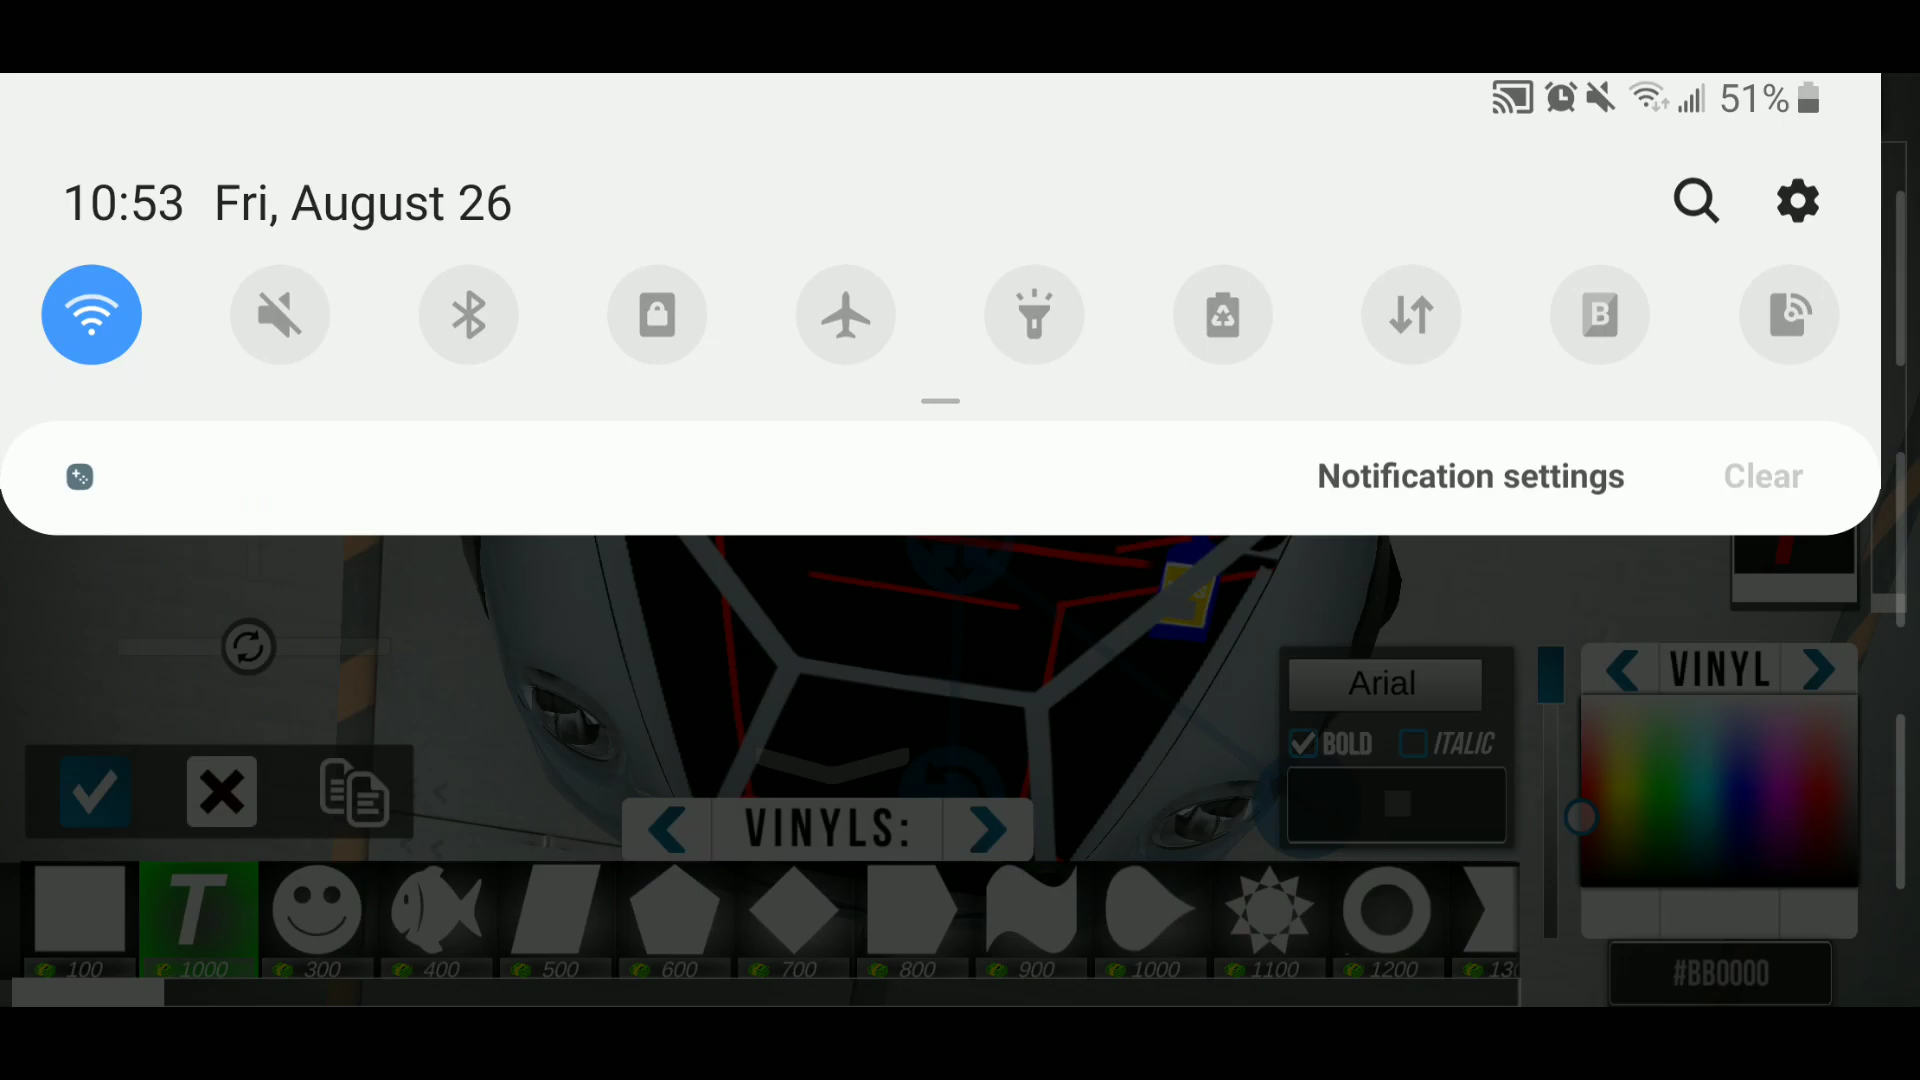 51%
10:53 Fri, August 26
B
Notification settings Clear
VINYL
Arial
BOLD ITALIC
VINYLS:
T
100 1000 300 400 500 600 700 800 900 1000 1100 1200
#BB0000